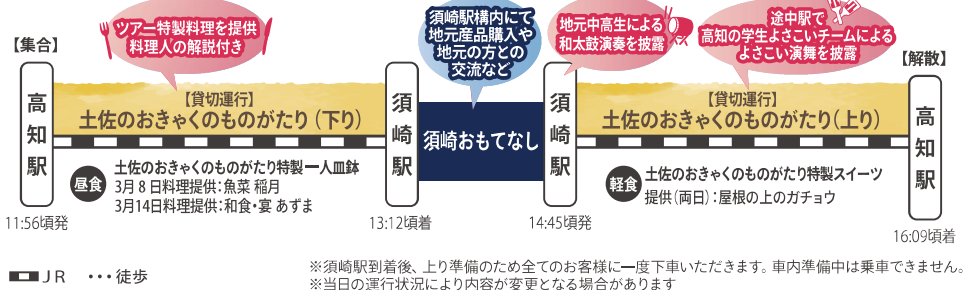 【集合】
ツアー特製料理を提供
料理人の解説付き
須崎駅構内にて
地元産品購入や
地元の方との
交流など
地元中高生による
和太鼓演奏を披露
途中駅で
高知の学生よさこいチームによる
よさこい演舞を披露
【解散】
高知駅
【貸切運行】
土佐のおきゃくのものがたり（下り）
須崎駅
須崎おもてなし
須崎駅
【貸切運行】
土佐のおきゃくのものがたり（上り）
高知駅
昼食
土佐のおきゃくのものがたり特製一人皿鉢
3月8日料理提供：魚菜 稲月
3月14日料理提供：和食・宴 あずま
軽食
土佐のおきゃくのものがたり特製スイーツ
提供（両日）：屋根の上のガチョウ
11:56頃発
13:12頃着
14:45頃発
16:09頃着
JR
･･･徒歩
※須崎駅到着後、上り準備のため全てのお客様に一度下車いただきます。車内準備中は乗車できません。
※当日の運行状況により内容が変更となる場合があります